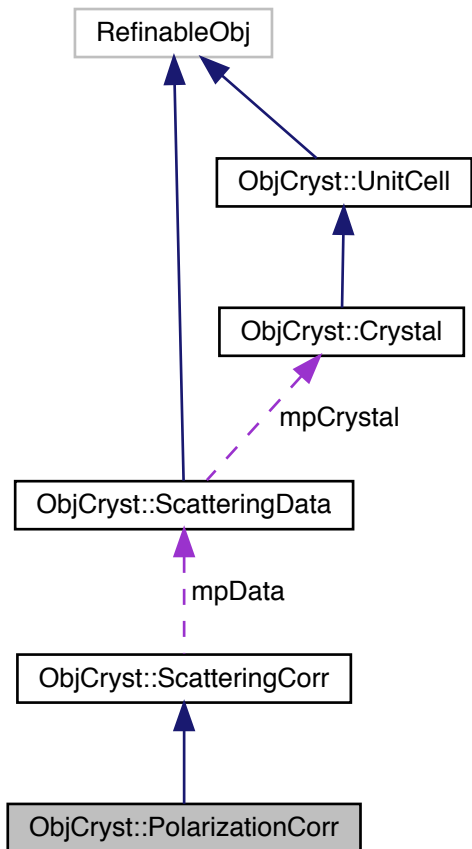 RefinableObj
ObjCryst::UnitCell
ObjCryst::Crystal
mpCrystal
ObjCryst::ScatteringData
mpData
ObjCryst::ScatteringCorr
ObjCryst::PolarizationCorr